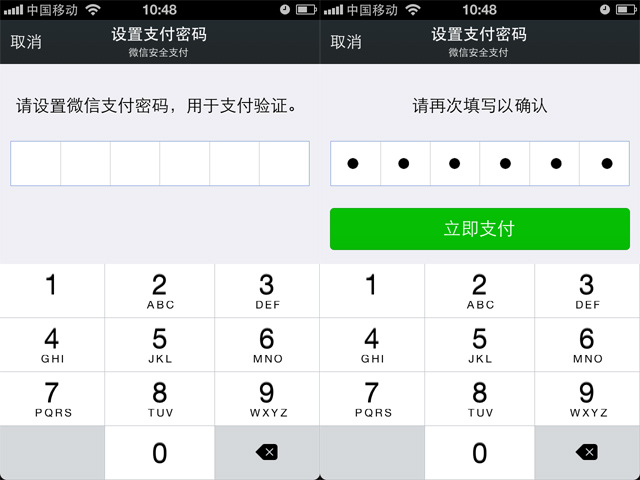 中国移动 10:48
取消 设置支付密码
微信安全支付
请设置微信支付密码，用于支付验证。
1 2 3
ABC DEF
4 5 6
GHI JKL MNO
7 8 9
PQRS TUV WXYZ
0
中国移动 10:48
取消 设置支付密码
微信安全支付
请再次填写以确认
立即支付
1 2 3
ABC DEF
4 5 6
GHI JKL MNO
7 8 9
PQRS TUV WXYZ
0